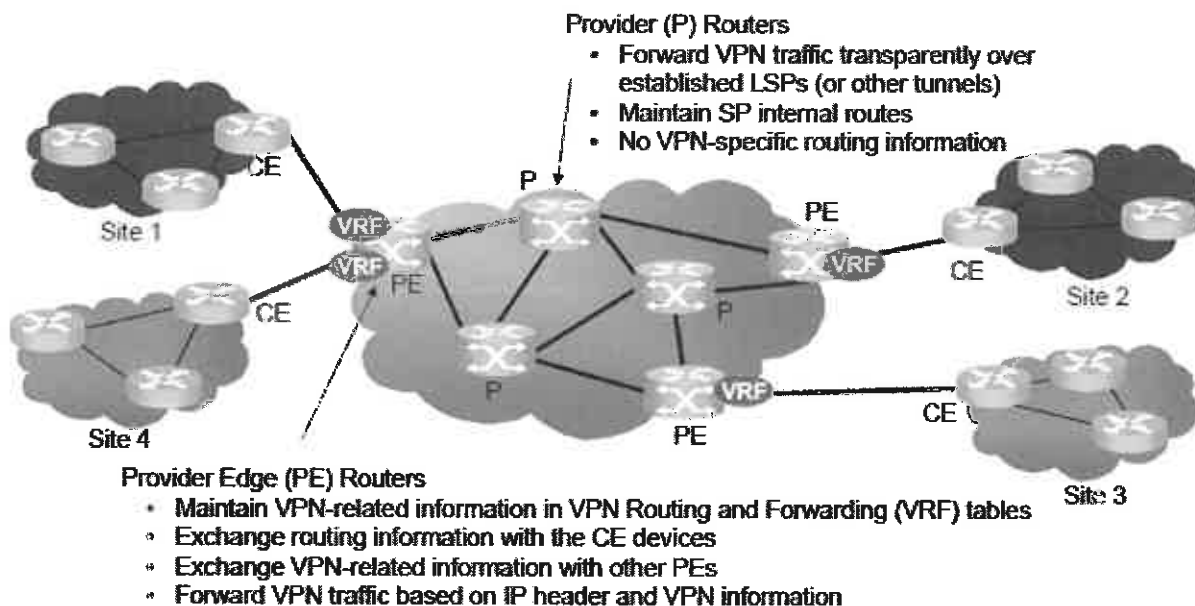 Provider (P) Routers
• Forward VPN traffic transparently over
established LSPs (or other tunnels)
• Maintain SP internal routes
• No VPN-specific routing information
CE
P
Site 1
VRF
PE
VRF
PE
VRF
CE
Site 2
CE
P
P
VRF
PE
CE
Site 4
Site 3
Provider Edge (PE) Routers
• Maintain VPN-related information in VPN Routing and Forwarding (VRF) tables
• Exchange routing information with the CE devices
• Exchange VPN-related information with other PEs
• Forward VPN traffic based on IP header and VPN information